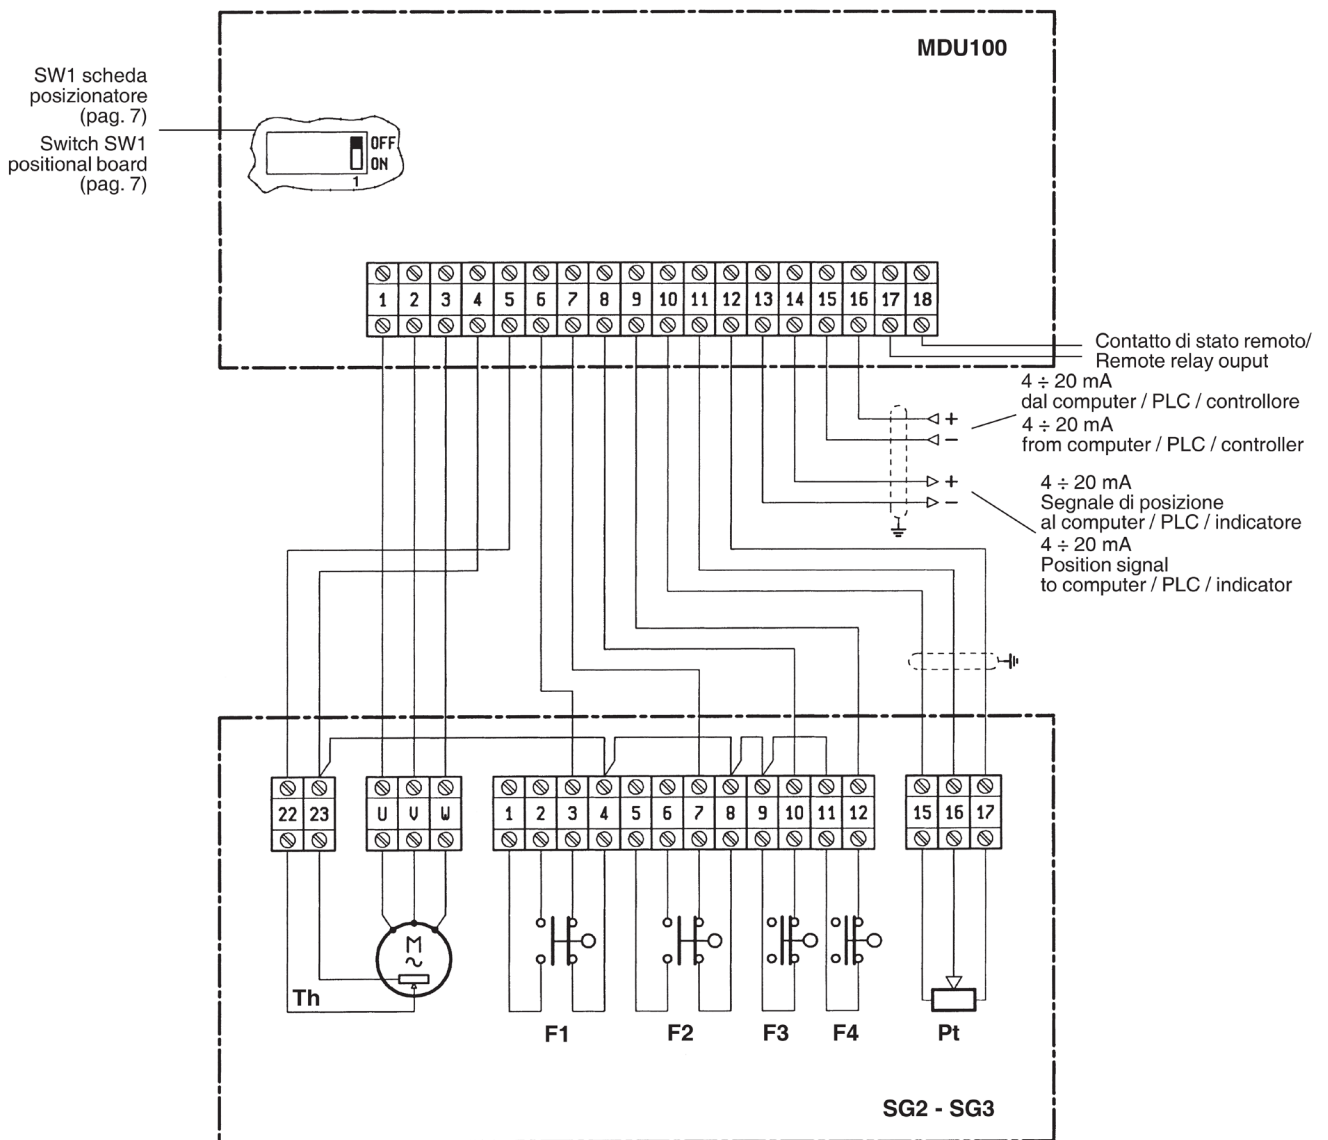 MDU100
SW1 scheda
posizionatore
(pag. 7)
Switch SW1
positional board
(pag. 7)
OFF
ON
1
1 2 3 4 5 6 7 8 9 10 11 12 13 14 15 16 17 18
Contatto di stato remoto/
Remote relay ouput
4 ÷ 20 mA
dal computer / PLC / controllore
4 ÷ 20 mA
from computer / PLC / controller
+
−
+
−
4 ÷ 20 mA
Segnale di posizione
al computer / PLC / indicatore
4 ÷ 20 mA
Position signal
to computer / PLC / indicator
22 23 U V W 1 2 3 4 5 6 7 8 9 10 11 12 15 16 17
M
~
Th
F1 F2 F3 F4 Pt
SG2 - SG3